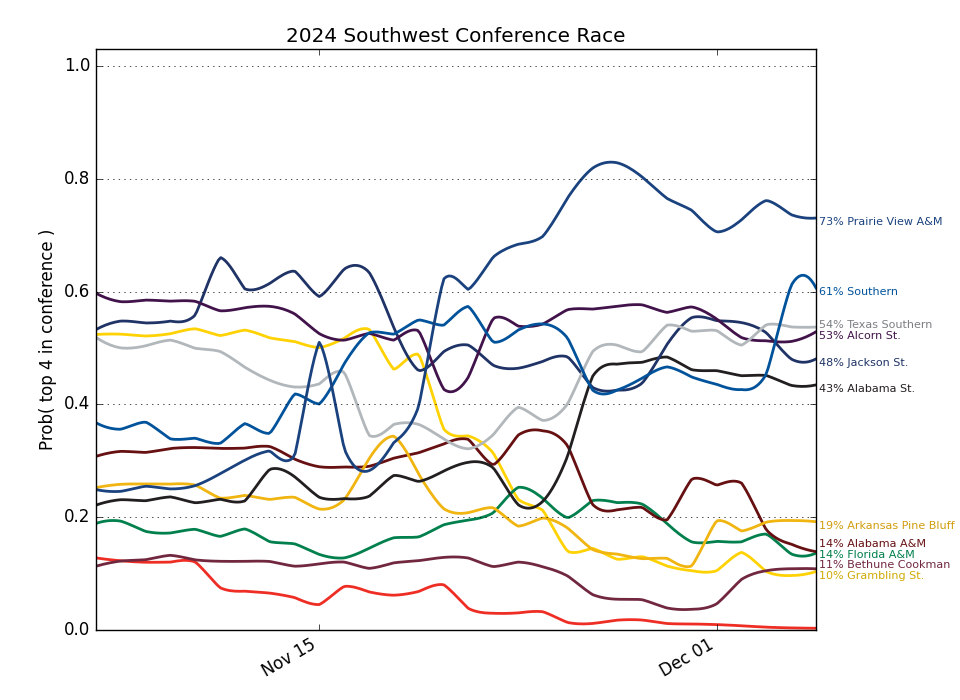 2024 Southwest Conference Race
Prob( top 4 in conference )
1.0
0.8
0.6
0.4
0.2
0.0
Nov 15
Dec 01
73% Prairie View A&M
61% Southern
54% Texas Southern
53% Alcorn St.
48% Jackson St.
43% Alabama St.
19% Arkansas Pine Bluff
14% Alabama A&M
14% Florida A&M
11% Bethune Cookman
10% Grambling St.